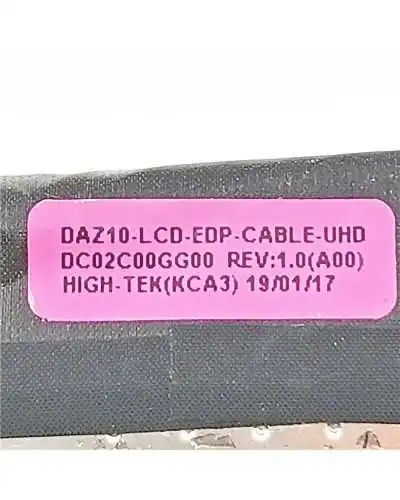 DAZ10-LCD-EDP-CABLE-UHD
DC02C00GG00 REV:1.0(A00)
HIGH-TEK(KCA3) 19/01/17